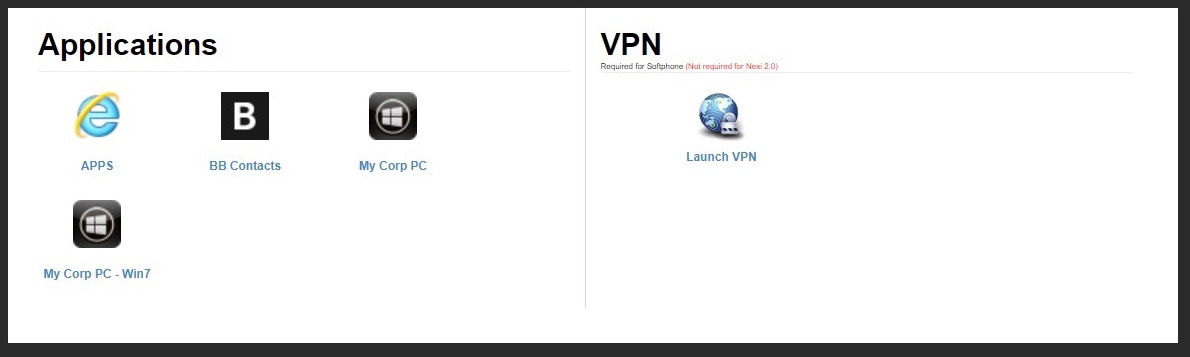 Applications
APPS
B
BB Contacts
My Corp PC
My Corp PC - Win7
VPN
Required for Softphone (Not required for Nexi 2.0)
Launch VPN